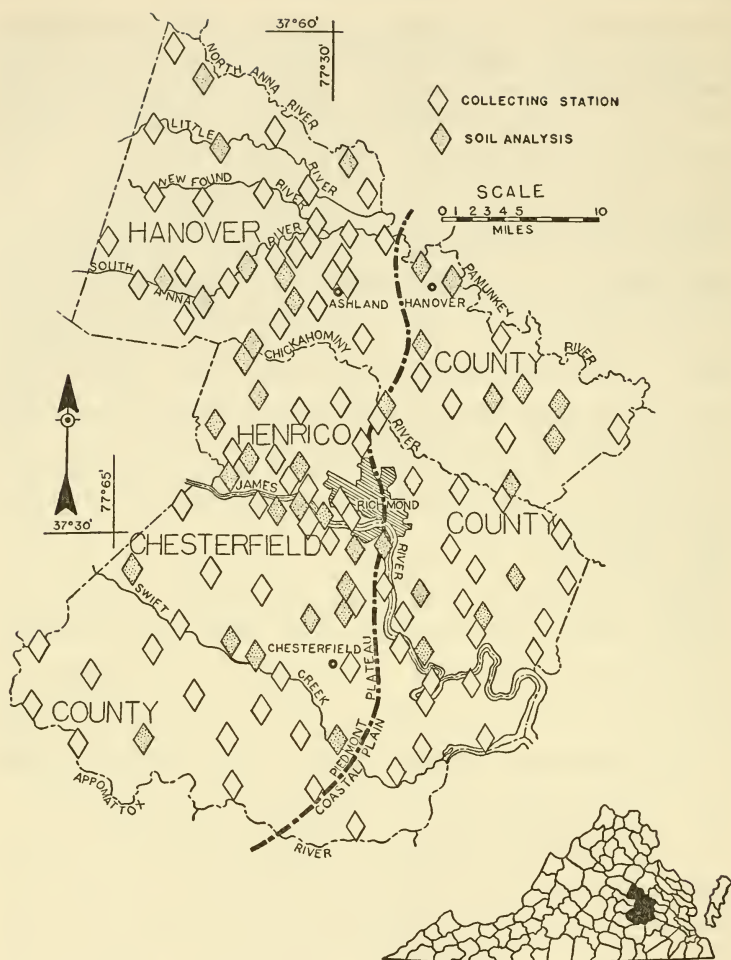 37°60'
77°30'
COLLECTING STATION
SOIL ANALYSIS
SCALE
0 1 2 3 4 5 10
MILES
NORTH ANNA RIVER
LITTLE RIVER
NEW FOUND RIVER
HANOVER
SOUTH ANNA RIVER
ASHLAND
HANOVER
PAMUNKEY RIVER
CHICKAHOMINY RIVER
COUNTY
HENRICO
JAMES RIVER
RICHMOND
COUNTY
77°65'
37°30'
CHESTERFIELD
SWIFT CREEK
CHESTERFIELD
COUNTY
PIEDMONT PLATEAU
COASTAL PLAIN
APPOMATTOX RIVER